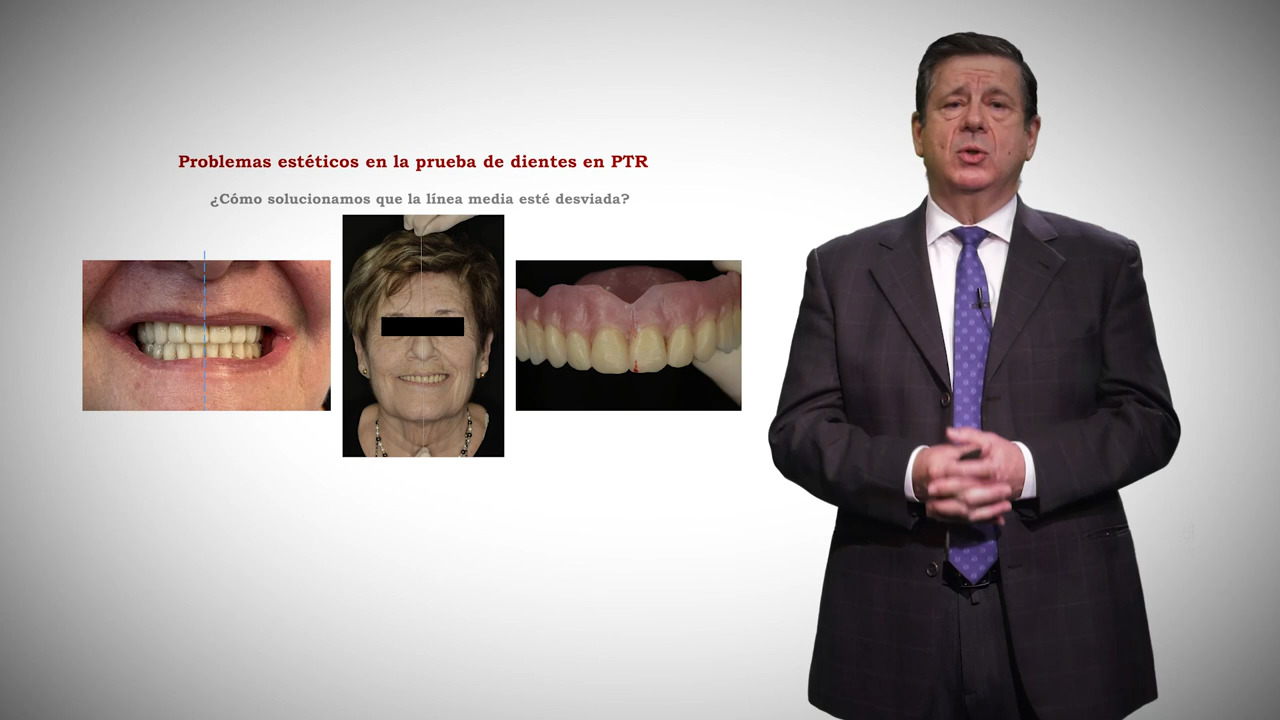 Problemas estéticos en la prueba de dientes en PTR
¿Cómo solucionamos que la línea media esté desviada?